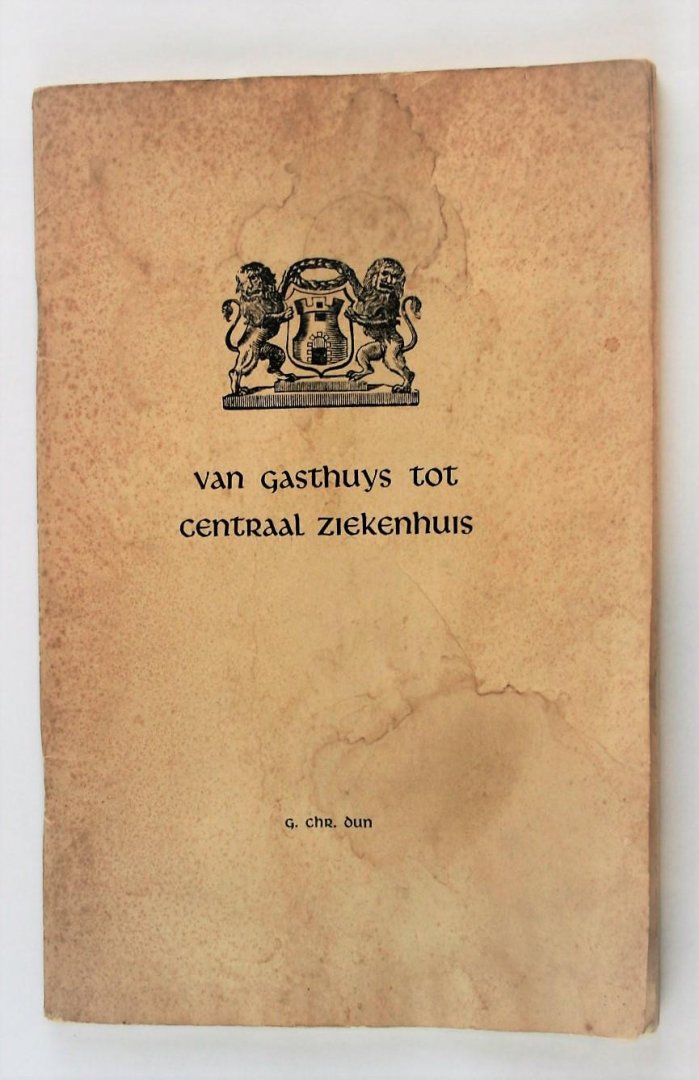 van Gasthuys tot
Centraal Ziekenhuis
G. Chr. Dun